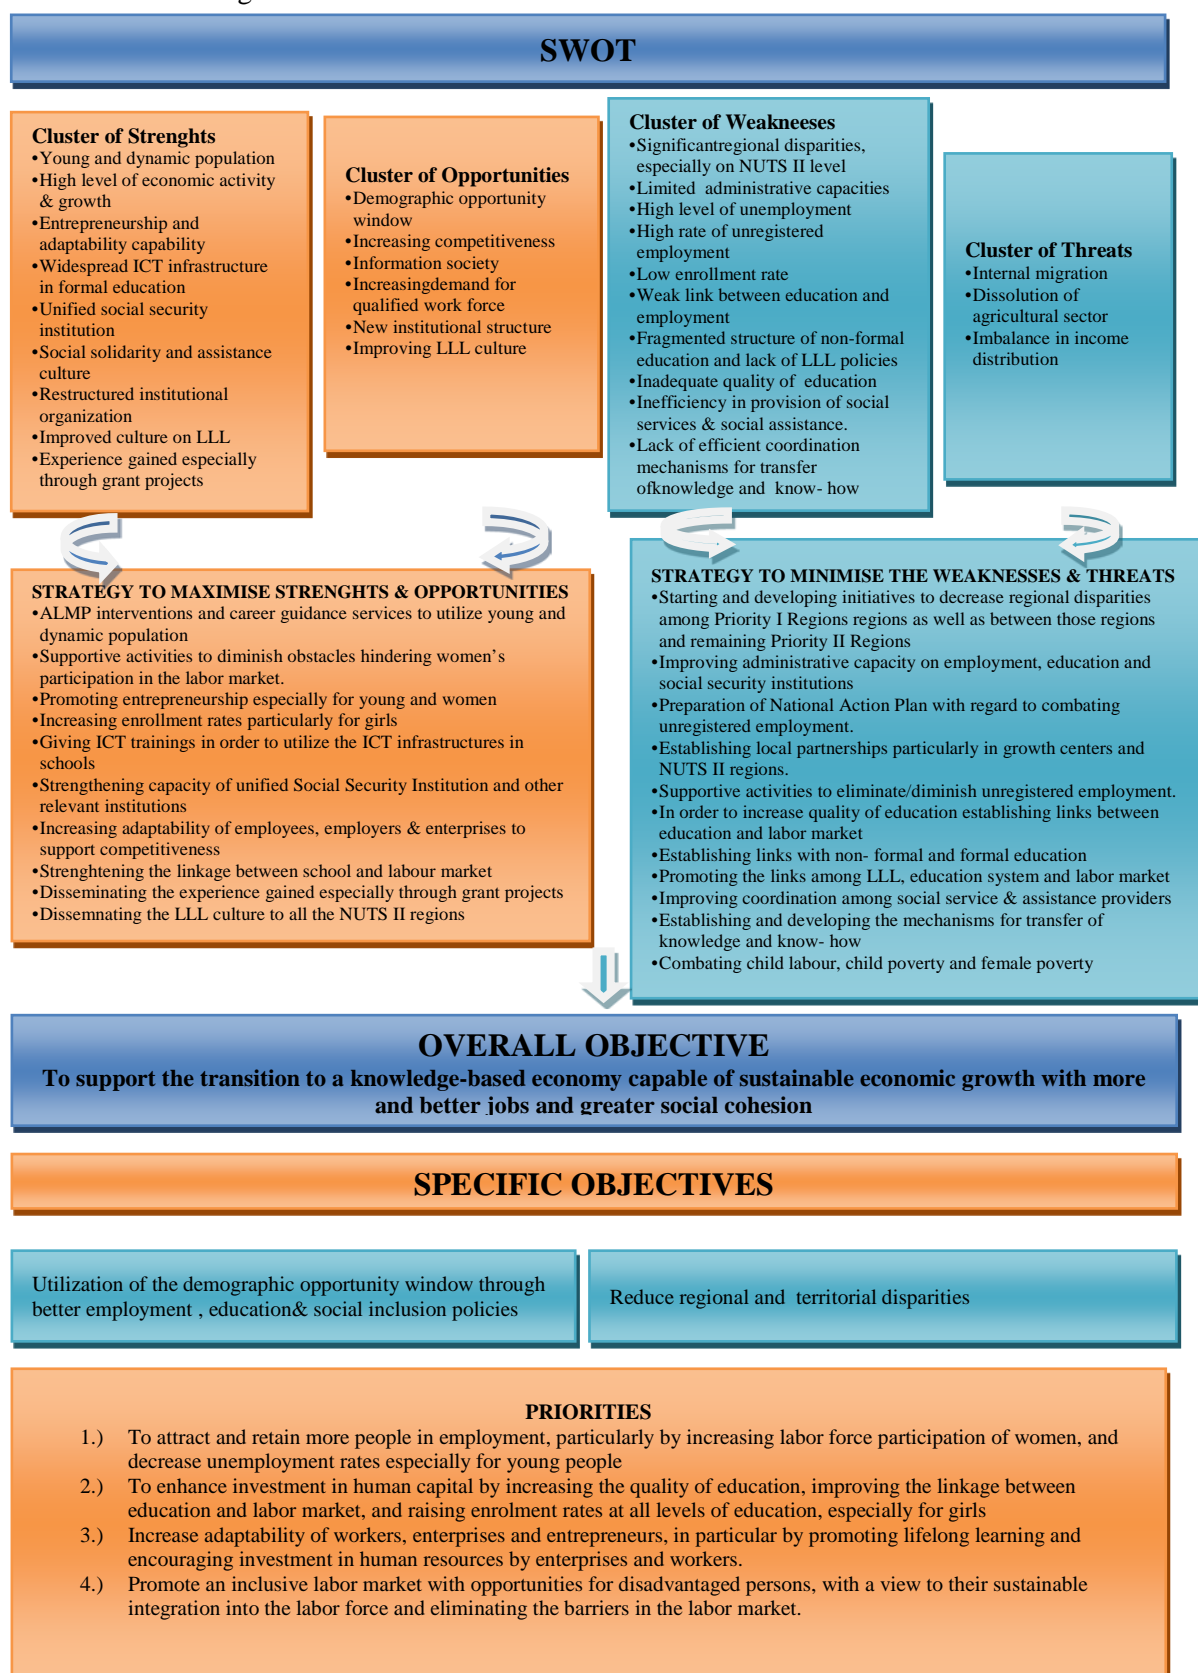 SWOT
Cluster of Strenghts
•Young and dynamic population
•High level of economic activity
& growth
•Entrepreneurship and
adaptability capability
•Widespread ICT infrastructure
in formal education
•Unified social security
institution
•Social solidarity and assistance
culture
•Restructured institutional
organization
•Improved culture on LLL
•Experience gained especially
through grant projects
Cluster of Opportunities
•Demographic opportunity
window
•Increasing competitiveness
•Information society
•Increasingdemand for
qualified work force
•New institutional structure
•Improving LLL culture
Cluster of Weakneeses
•Significantregional disparities,
especially on NUTS II level
•Limited administrative capacities
•High level of unemployment
•High rate of unregistered
employment
•Low enrollment rate
•Weak link between education and
employment
•Fragmented structure of non-formal
education and lack of LLL policies
•Inadequate quality of education
•Inefficiency in provision of social
services & social assistance.
•Lack of efficient coordination
mechanisms for transfer
ofknowledge and know- how
Cluster of Threats
•Internal migration
•Dissolution of
agricultural sector
•Imbalance in income
distribution
STRATEGY TO MAXIMISE STRENGHTS & OPPORTUNITIES
•ALMP interventions and career guidance services to utilize young and
dynamic population
•Supportive activities to diminish obstacles hindering women's
participation in the labor market.
•Promoting entrepreneurship especially for young and women
•Increasing enrollment rates particularly for girls
•Giving ICT trainings in order to utilize the ICT infrastructures in
schools
•Strengthening capacity of unified Social Security Institution and other
relevant institutions
•Increasing adaptability of employees, employers & enterprises to
support competitiveness
•Strenghtening the linkage between school and labour market
•Disseminating the experience gained especially through grant projects
•Dissemnating the LLL culture to all the NUTS II regions
STRATEGY TO MINIMISE THE WEAKNESSES & THREATS
•Starting and developing initiatives to decrease regional disparities
among Priority I Regions regions as well as between those regions
and remaining Priority II Regions
•Improving administrative capacity on employment, education and
social security institutions
•Preparation of National Action Plan with regard to combating
unregistered employment.
•Establishing local partnerships particularly in growth centers and
NUTS II regions.
•Supportive activities to eliminate/diminish unregistered employment.
•In order to increase quality of education establishing links between
education and labor market
•Establishing links with non- formal and formal education
•Promoting the links among LLL, education system and labor market
•Improving coordination among social service & assistance providers
•Establishing and developing the mechanisms for transfer of
knowledge and know- how
•Combating child labour, child poverty and female poverty
OVERALL OBJECTIVE
To support the transition to a knowledge-based economy capable of sustainable economic growth with more
and better jobs and greater social cohesion
SPECIFIC OBJECTIVES
Utilization of the demographic opportunity window through
better employment , education& social inclusion policies
Reduce regional and territorial disparities
PRIORITIES
1.) To attract and retain more people in employment, particularly by increasing labor force participation of women, and
decrease unemployment rates especially for young people
2.) To enhance investment in human capital by increasing the quality of education, improving the linkage between
education and labor market, and raising enrolment rates at all levels of education, especially for girls
3.) Increase adaptability of workers, enterprises and entrepreneurs, in particular by promoting lifelong learning and
encouraging investment in human resources by enterprises and workers.
4.) Promote an inclusive labor market with opportunities for disadvantaged persons, with a view to their sustainable
integration into the labor force and eliminating the barriers in the labor market.